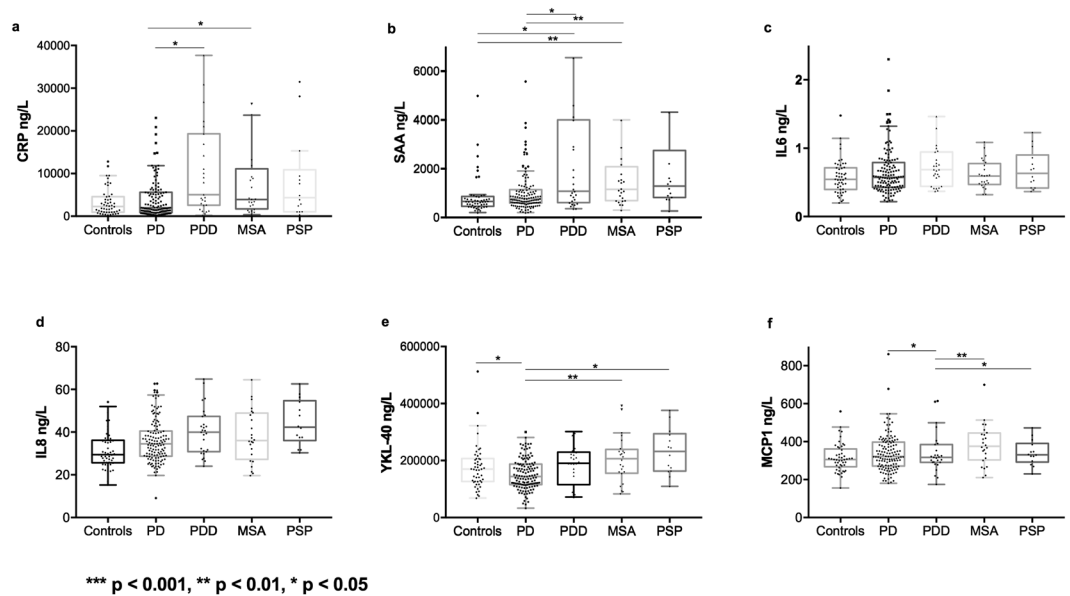 a
CRP ng/L
40000
30000
20000
10000
0
*
*
Controls PD PDD MSA PSP
b
SAA ng/L
6000
4000
2000
0
*
**
*
**
Controls PD PDD MSA PSP
c
IL6 ng/L
2
1
0
Controls PD PDD MSA PSP
d
IL8 ng/L
80
60
40
20
0
Controls PD PDD MSA PSP
e
YKL-40 ng/L
600000
400000
200000
0
*
*
**
Controls PD PDD MSA PSP
f
MCP1 ng/L
800
600
400
200
0
*
**
*
Controls PD PDD MSA PSP
*** p < 0.001, ** p < 0.01, * p < 0.05